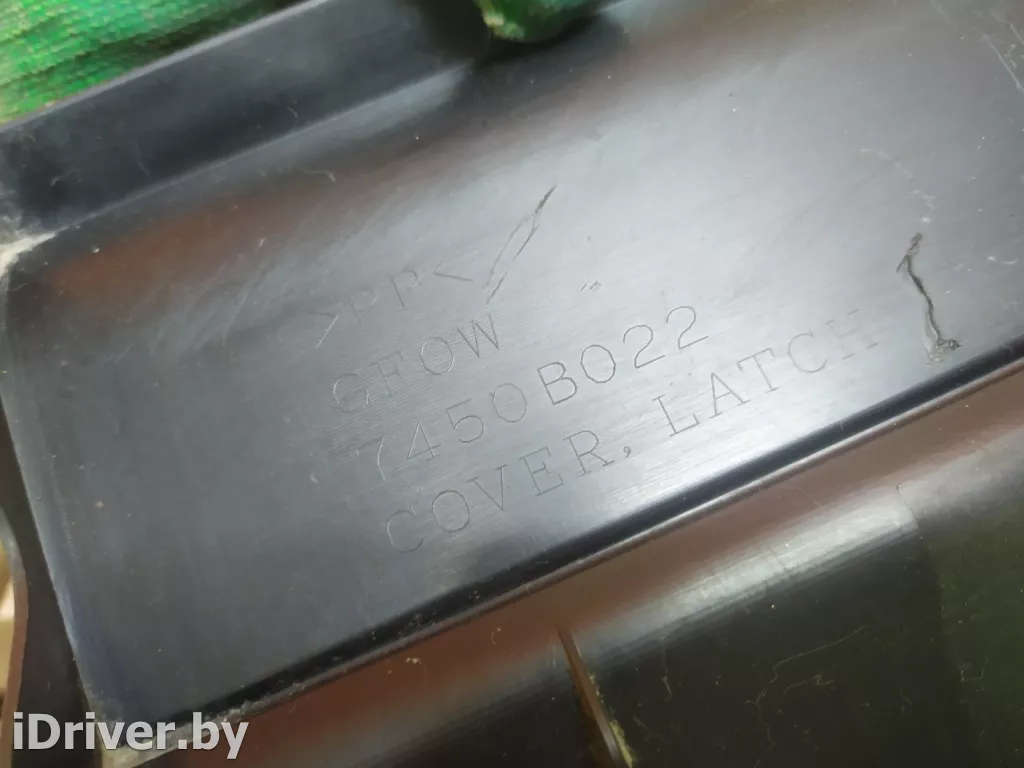 >PP<
GF0W
7450B022
COVER, LATCH
iDriver.by